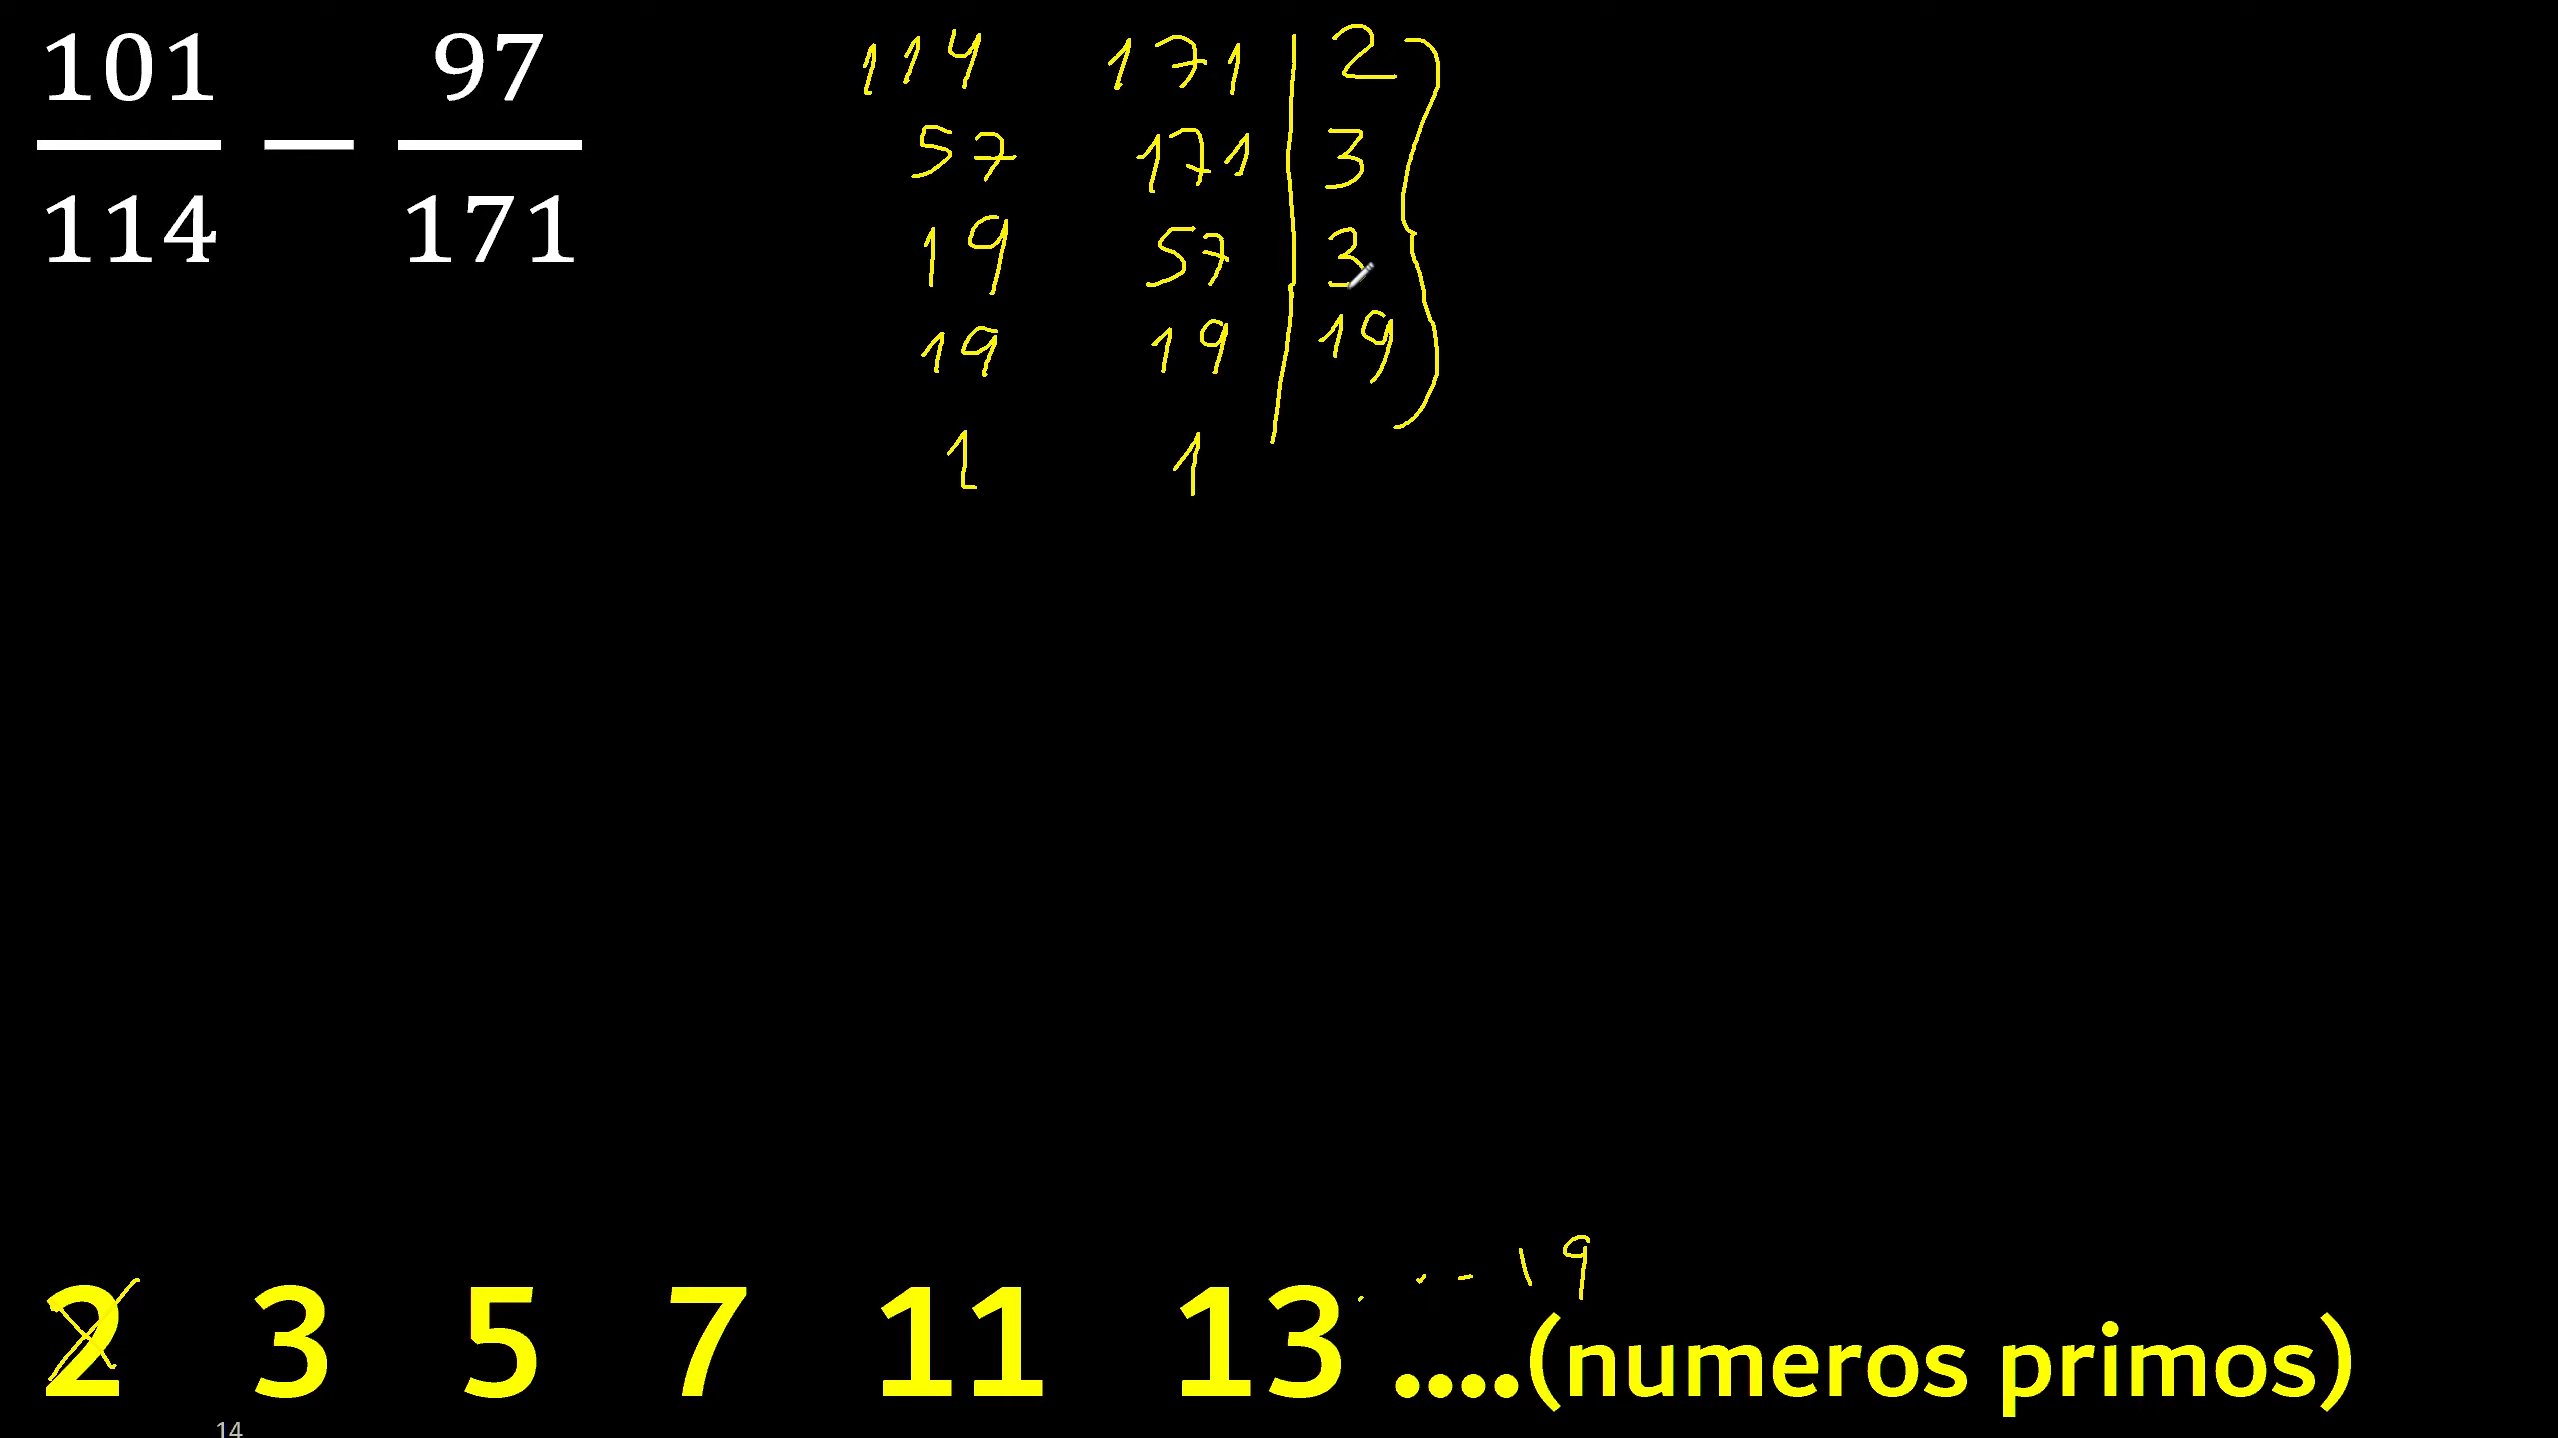 101/114 − 97/171
114 171 | 2
57 171 | 3
19 57 | 3
19 19 | 19
1 1
. - - 19
2 3 5 7 11 13 ....(numeros primos)
14